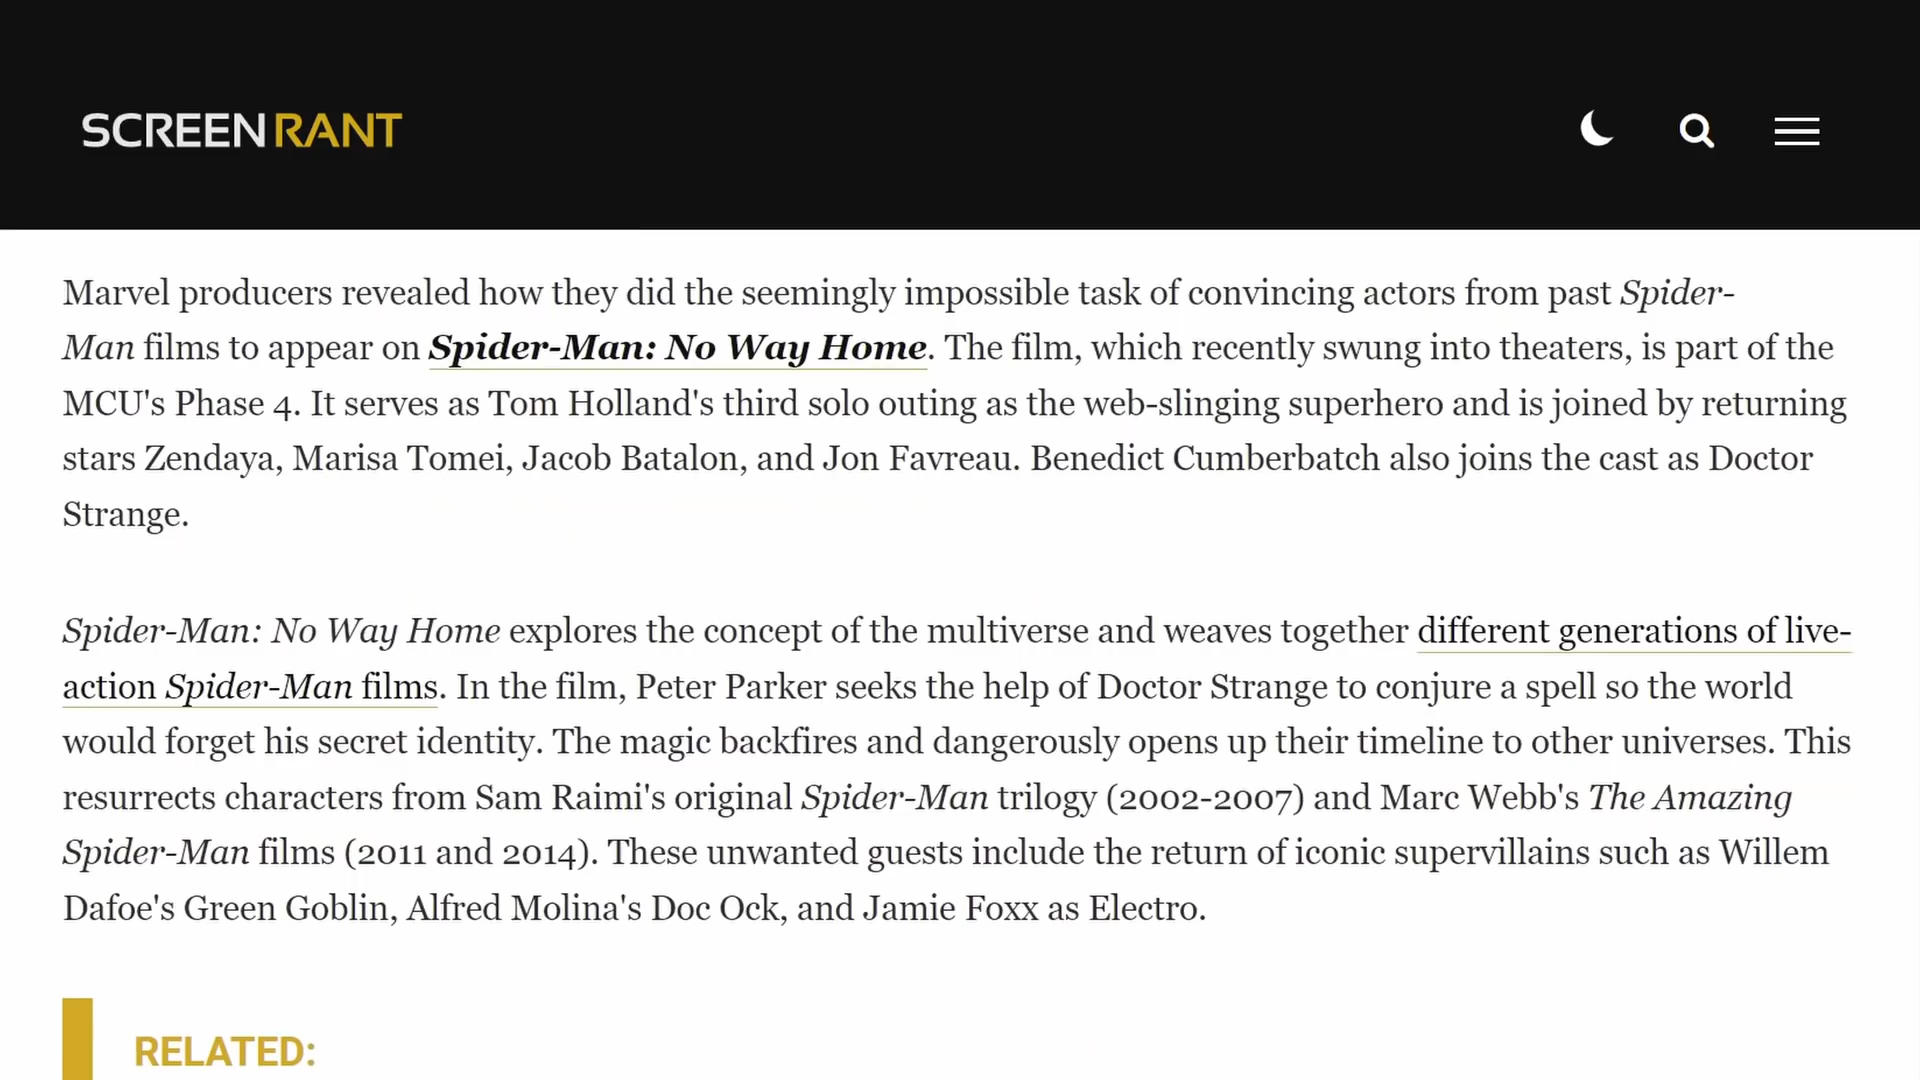 SCREENRANT
Marvel producers revealed how they did the seemingly impossible task of convincing actors from past Spider-
Man films to appear on Spider-Man: No Way Home. The film, which recently swung into theaters, is part of the
MCU's Phase 4. It serves as Tom Holland's third solo outing as the web-slinging superhero and is joined by returning
stars Zendaya, Marisa Tomei, Jacob Batalon, and Jon Favreau. Benedict Cumberbatch also joins the cast as Doctor
Strange.
Spider-Man: No Way Home explores the concept of the multiverse and weaves together different generations of live-
action Spider-Man films. In the film, Peter Parker seeks the help of Doctor Strange to conjure a spell so the world
would forget his secret identity. The magic backfires and dangerously opens up their timeline to other universes. This
resurrects characters from Sam Raimi's original Spider-Man trilogy (2002-2007) and Marc Webb's The Amazing
Spider-Man films (2011 and 2014). These unwanted guests include the return of iconic supervillains such as Willem
Dafoe's Green Goblin, Alfred Molina's Doc Ock, and Jamie Foxx as Electro.
RELATED: